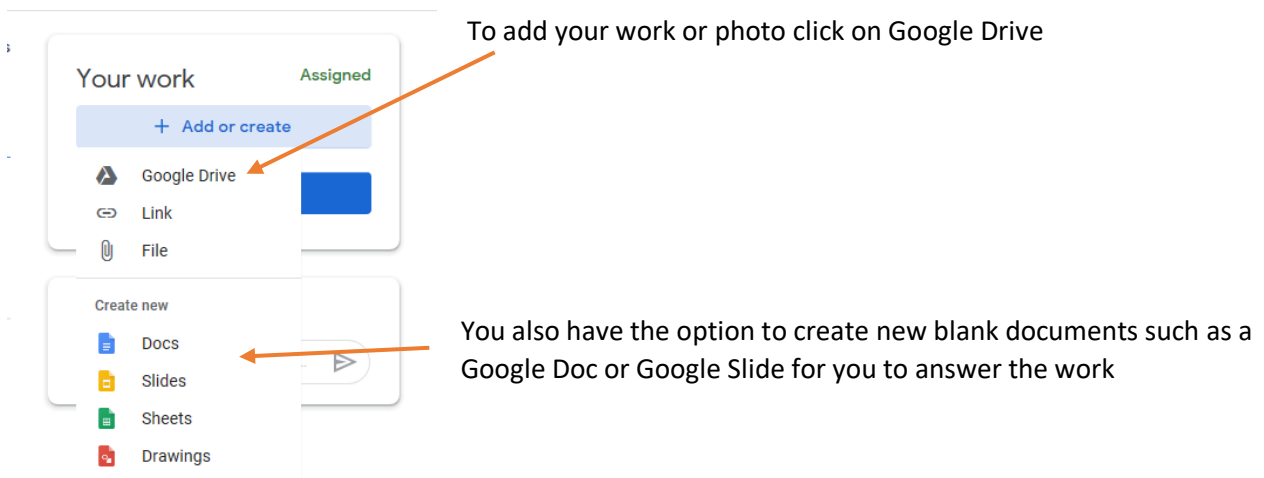 To add your work or photo click on Google Drive
s
Your work
Assigned
+ Add or create
Google Drive
Link
File
Create new
Docs
Slides
Sheets
Drawings
You also have the option to create new blank documents such as a
Google Doc or Google Slide for you to answer the work